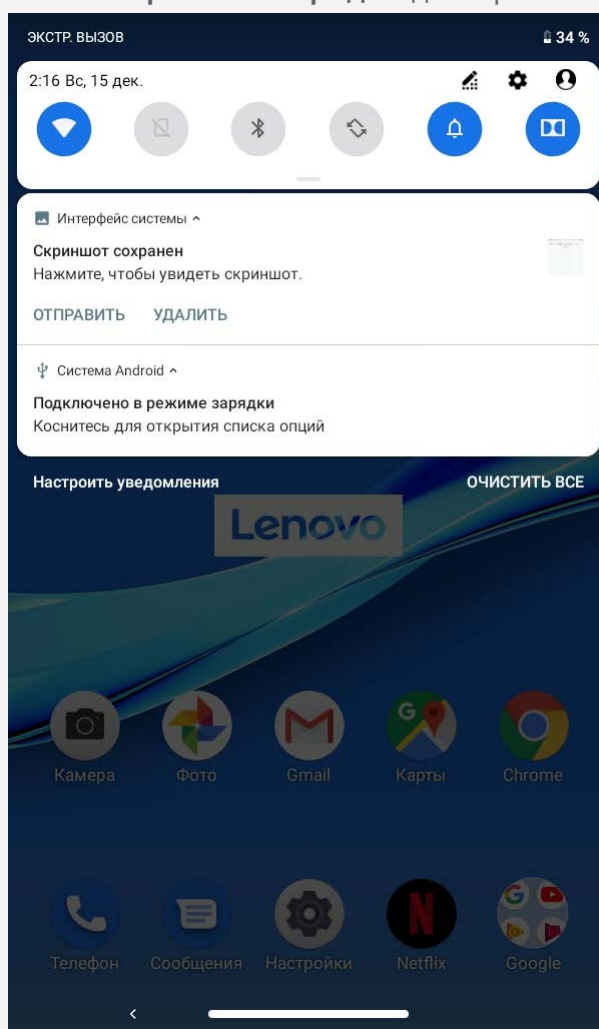 ЭКСТР. ВЫЗОВ
34 %
2:16 Вс, 15 дек.
Интерфейс системы
Скриншот сохранен
Нажмите, чтобы увидеть скриншот.
ОТПРАВИТЬ УДАЛИТЬ
Система Android
Подключено в режиме зарядки
Коснитесь для открытия списка опций
Настроить уведомления
ОЧИСТИТЬ ВСЕ
Lenovo
Камера Фото Gmail Карты Chrome
Телефон Сообщения Настройки Netflix Google